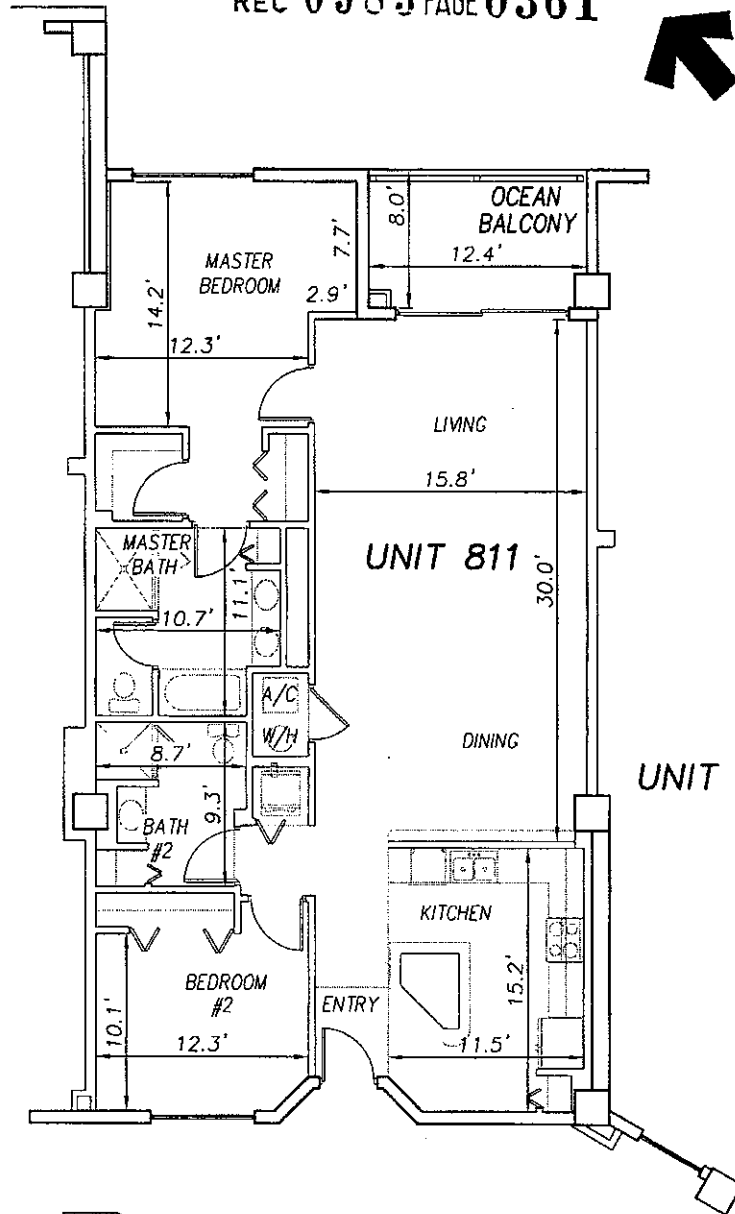 REC 0985 PAGE 0361
OCEAN
BALCONY
8.0'
12.4'
7.7'
MASTER
BEDROOM
2.9'
14.2'
12.3'
LIVING
15.8'
UNIT 811
30.0'
MASTER
BATH
11.1'
10.7'
A/C
W/H
DINING
UNIT
8.7'
9.3'
BATH
#2
KITCHEN
15.2'
11.5'
BEDROOM
#2
ENTRY
10.1'
12.3'